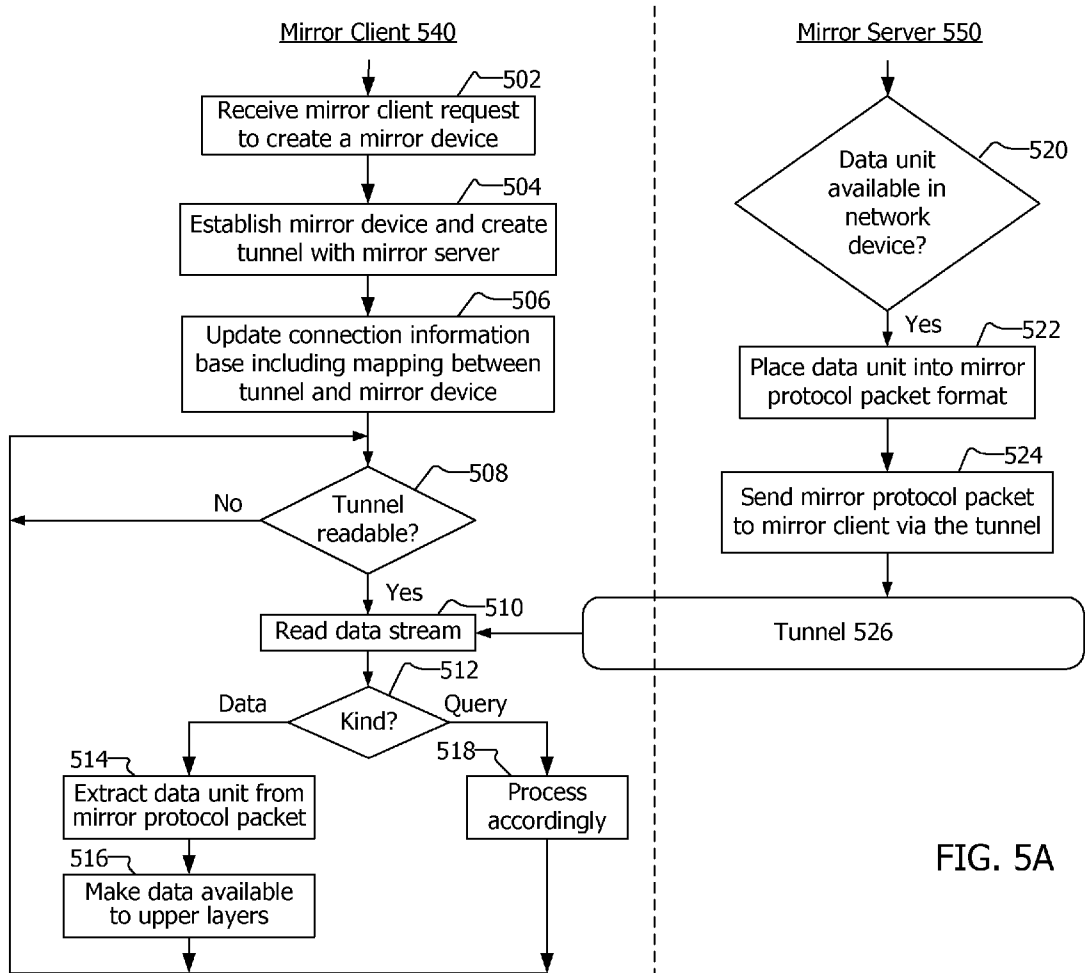 Mirror Client 540
502
Receive mirror client request
to create a mirror device
504
Establish mirror device and create
tunnel with mirror server
506
Update connection information
base including mapping between
tunnel and mirror device
508
Tunnel
readable?
No
Yes
510
Read data stream
512
Kind?
Data
Query
514
Extract data unit from
mirror protocol packet
516
Make data available
to upper layers
518
Process
accordingly
Mirror Server 550
520
Data unit
available in
network
device?
Yes
522
Place data unit into mirror
protocol packet format
524
Send mirror protocol packet
to mirror client via the tunnel
Tunnel 526
FIG. 5A